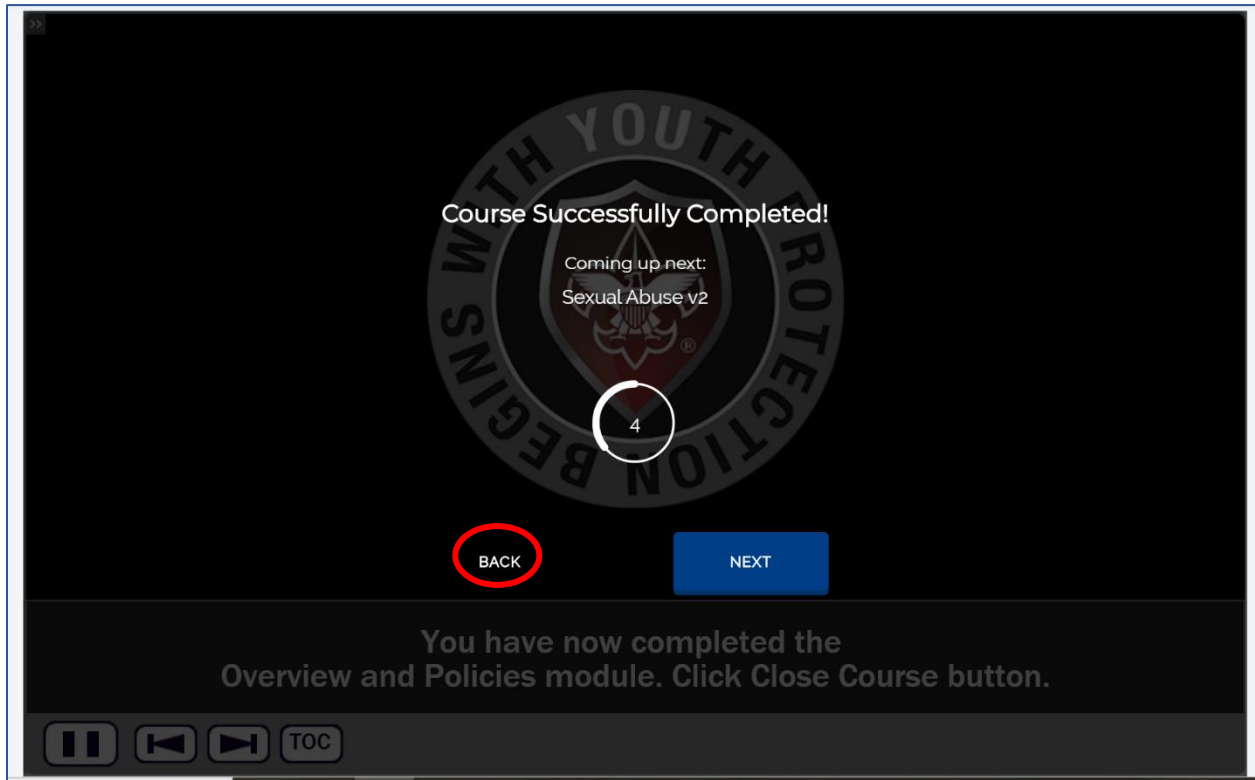 >>
BEGINS WITH YOUTH PROTECTION
Course Successfully Completed!
Coming up next:
Sexual Abuse v2
®
4
BACK
NEXT
You have now completed the
Overview and Policies module. Click Close Course button.
TOC